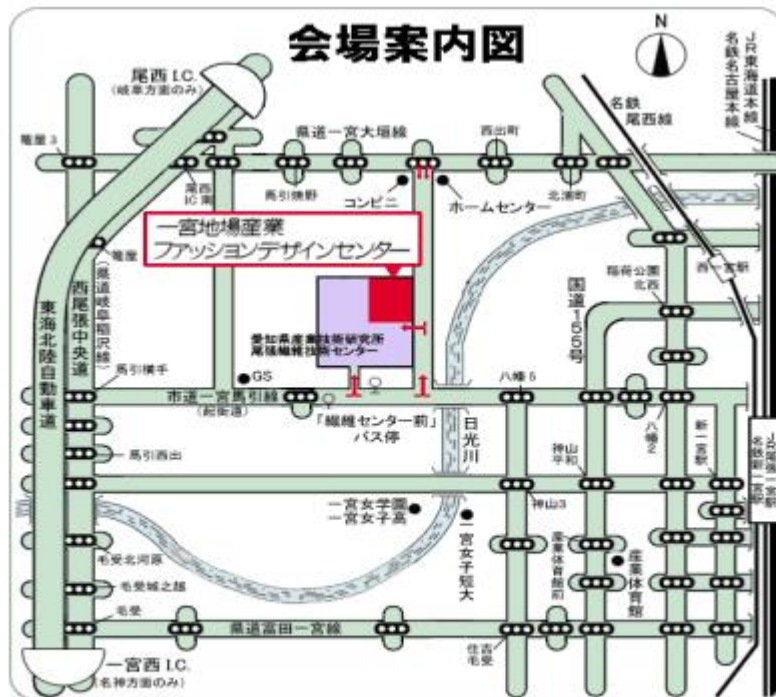 会場案内図
N
尾西 I.C.
(岐阜方面のみ)
名鉄
尾西線
JR東海道本線
名鉄名古屋本線
篭屋3
県道一宮大垣線
西出町
尾西
IC南
馬引焼野
コンビニ
ホームセンター
北浦町
一宮地場産業
ファッションデザインセンター
篭屋
西一宮駅
稲荷公園
北西
国道155号
東海北陸自動車道
西尾張中央道
(県道岐阜稲沢線)
愛知県産業技術研究所
尾張繊維技術センター
馬引横手
GS
八幡5
市道一宮馬引線
(起街道)
「繊維センター前」
バス停
日光川
八幡2
新一宮駅
JR尾張一宮駅
名鉄新一宮駅
馬引西出
神山
平和
神山3
一宮女学園
一宮女子高
一宮女子短大
毛受北河原
産業体育館前
産業体育館
毛受城之越
毛受
県道富田一宮線
住吉
毛受
一宮西 I.C.
(名神方面のみ)